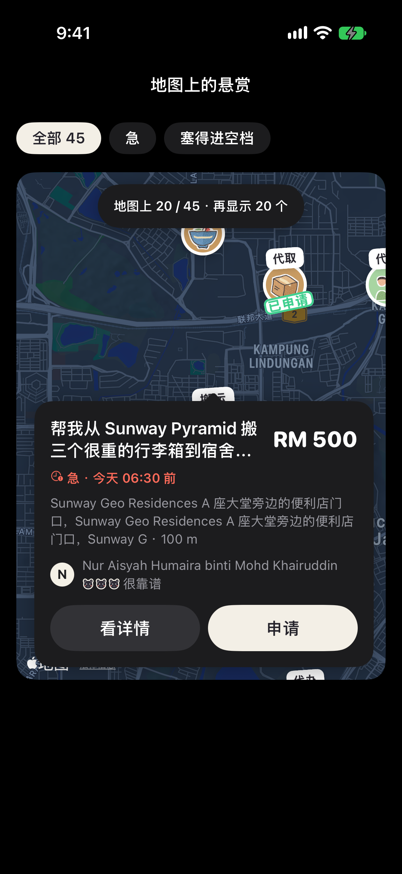 9:41
地图上的悬赏
全部 45
急
塞得进空档
地图上 20 / 45 · 再显示 20 个
代取
已申请
联邦大道
2
KAMPUNG
LINDUNGAN
帮我从 Sunway Pyramid 搬
三个很重的行李箱到宿舍...
RM 500
急 · 今天 06:30 前
Sunway Geo Residences A 座大堂旁边的便利店门
口，Sunway Geo Residences A 座大堂旁边的便利店
门口，Sunway G · 100 m
N
Nur Aisyah Humaira binti Mohd Khairuddin
很靠谱
看详情
申请
地图